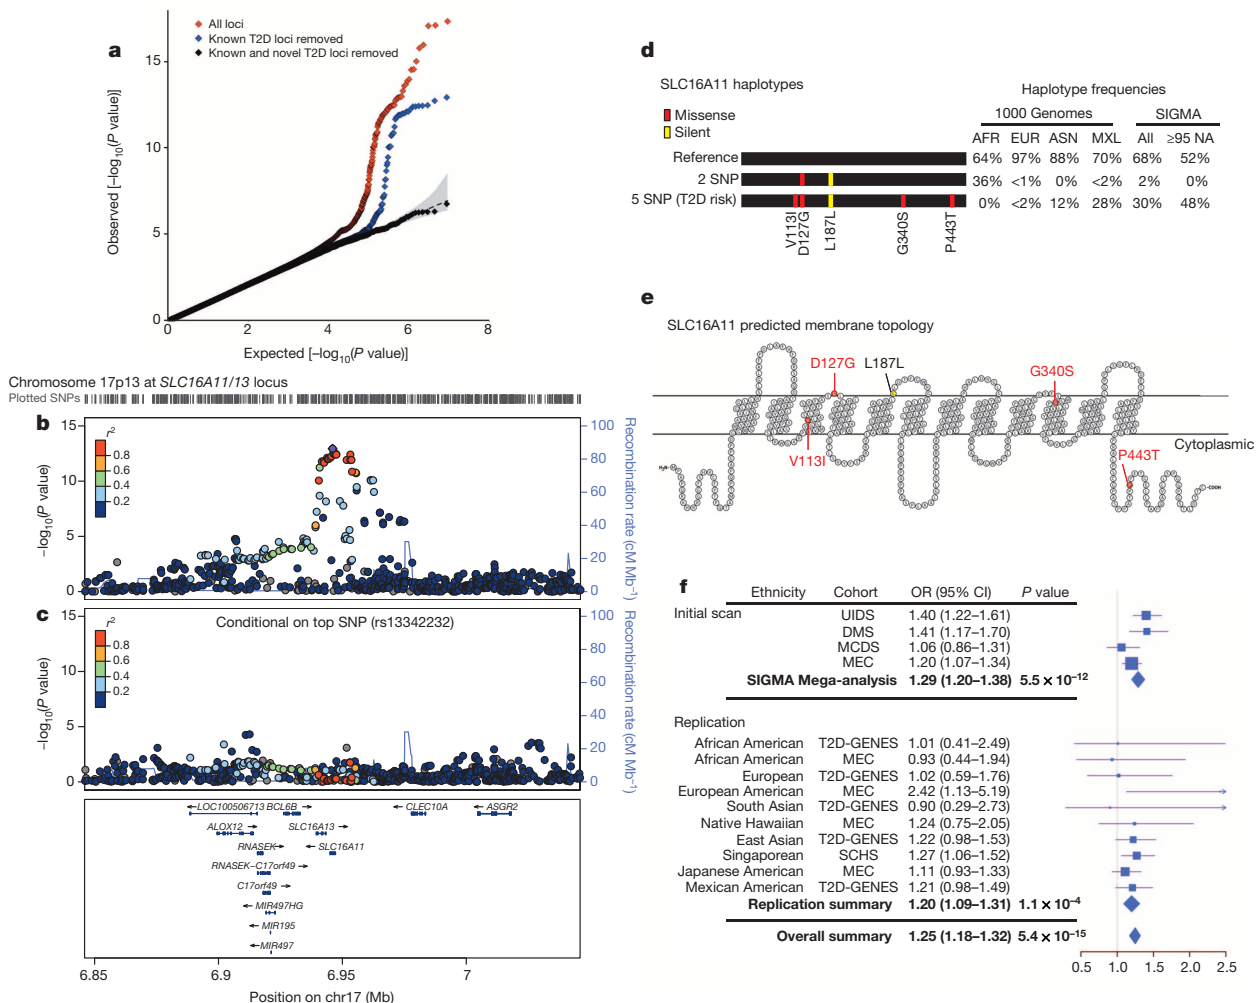 a
All loci
Known T2D loci removed
Known and novel T2D loci removed
Observed [−log10(P value)]
15
10
5
0
0 2 4 6 8
Expected [−log10(P value)]
Chromosome 17p13 at SLC16A11/13 locus
Plotted SNPs
b
r2
0.8
0.6
0.4
0.2
−log10(P value)
15
10
5
0
100
80
60
40
20
0
Recombination rate (cM Mb−1)
c
Conditional on top SNP (rs13342232)
r2
0.8
0.6
0.4
0.2
−log10(P value)
15
10
5
0
100
80
60
40
20
0
Recombination rate (cM Mb−1)
LOC100506713 BCL6B CLEC10A ASGR2
ALOX12 SLC16A13
RNASEK SLC16A11
RNASEK−C17orf49
C17orf49
MIR497HG
MIR195
MIR497
6.85 6.9 6.95 7
Position on chr17 (Mb)
d
SLC16A11 haplotypes
Missense
Silent
Haplotype frequencies
1000 Genomes SIGMA
AFR EUR ASN MXL All ≥95 NA
Reference 64% 97% 88% 70% 68% 52%
2 SNP 36% <1% 0% <2% 2% 0%
5 SNP (T2D risk) 0% <2% 12% 28% 30% 48%
V113I
D127G
L187L
G340S
P443T
e
SLC16A11 predicted membrane topology
D127G
L187L
G340S
V113I
P443T
Cytoplasmic
H2N
COOH
f
Ethnicity Cohort OR (95% CI) P value
Initial scan
UIDS 1.40 (1.22–1.61)
DMS 1.41 (1.17–1.70)
MCDS 1.06 (0.86–1.31)
MEC 1.20 (1.07–1.34)
SIGMA Mega-analysis 1.29 (1.20–1.38) 5.5 × 10−12
Replication
African American T2D-GENES 1.01 (0.41–2.49)
African American MEC 0.93 (0.44–1.94)
European T2D-GENES 1.02 (0.59–1.76)
European American MEC 2.42 (1.13–5.19)
South Asian T2D-GENES 0.90 (0.29–2.73)
Native Hawaiian MEC 1.24 (0.75–2.05)
East Asian T2D-GENES 1.22 (0.98–1.53)
Singaporean SCHS 1.27 (1.06–1.52)
Japanese American MEC 1.11 (0.93–1.33)
Mexican American T2D-GENES 1.21 (0.98–1.49)
Replication summary 1.20 (1.09–1.31) 1.1 × 10−4
Overall summary 1.25 (1.18–1.32) 5.4 × 10−15
0.5 1.0 1.5 2.0 2.5